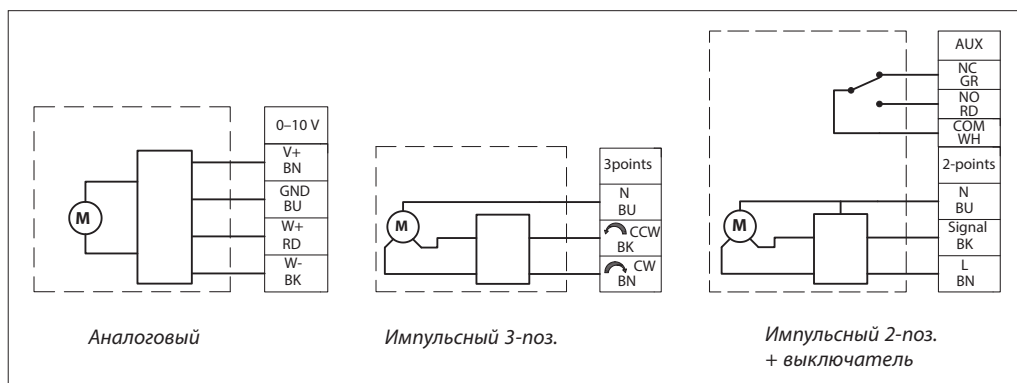 0–10 V
V+
BN
GND
BU
W+
RD
W-
BK
M
Аналоговый
3points
N
BU
CCW
BK
CW
BN
M
Импульсный 3-поз.
AUX
NC
GR
NO
RD
COM
WH
2-points
N
BU
Signal
BK
L
BN
M
Импульсный 2-поз.
+ выключатель